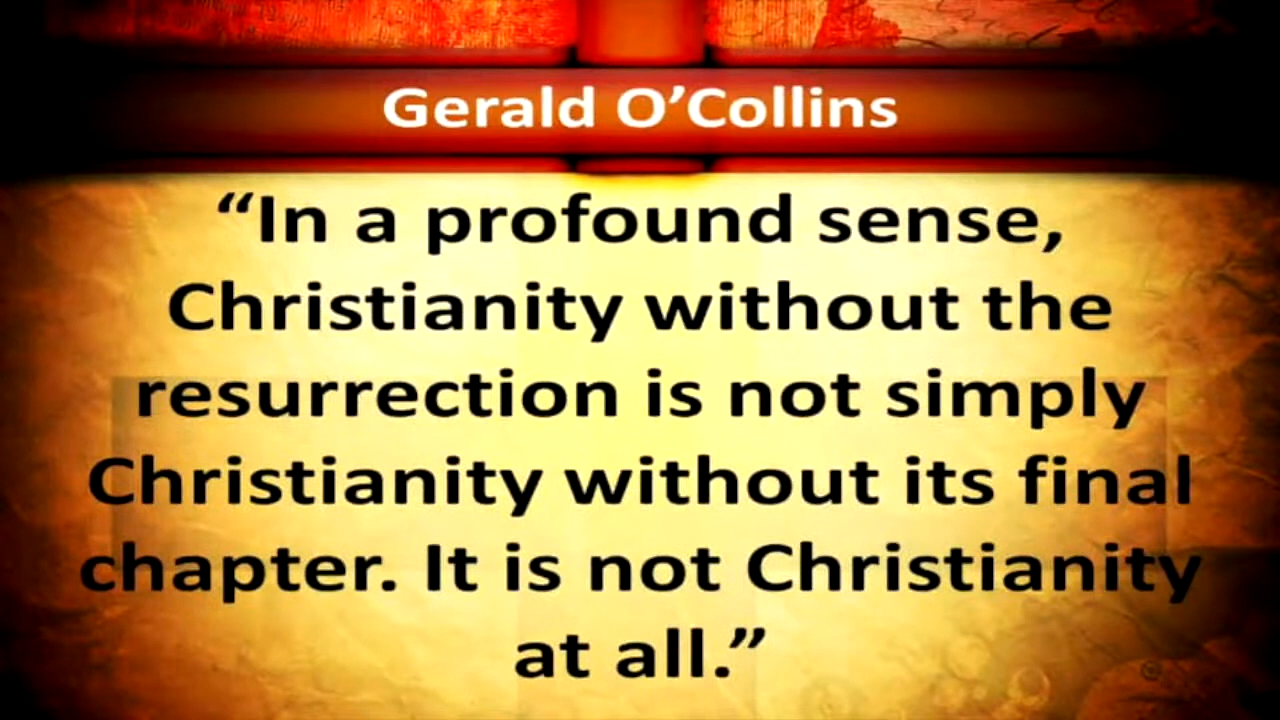 Gerald O’Collins
“In a profound sense,
Christianity without the
resurrection is not simply
Christianity without its final
chapter. It is not Christianity
at all.”